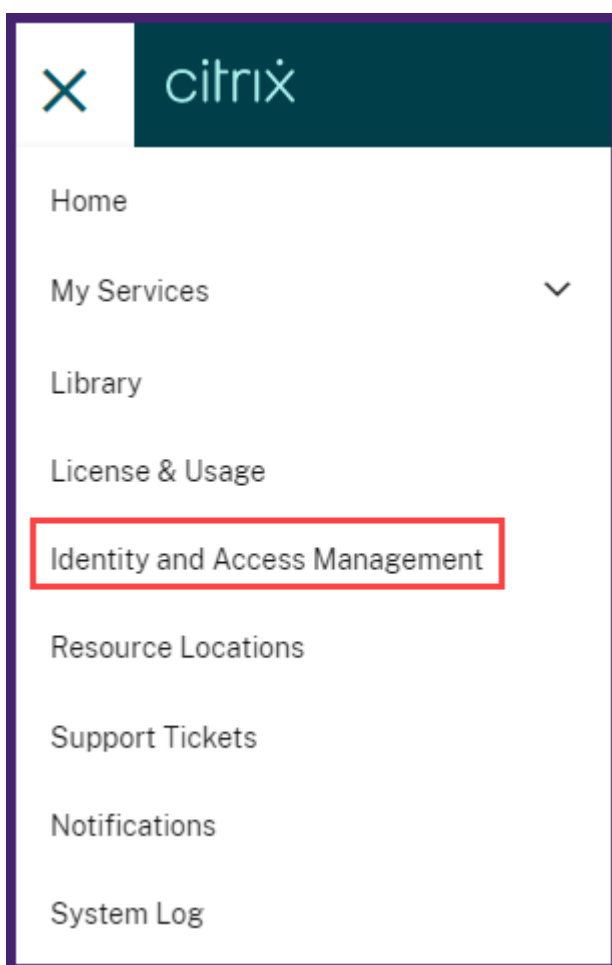 citrix
Home
My Services
Library
License & Usage
Identity and Access Management
Resource Locations
Support Tickets
Notifications
System Log